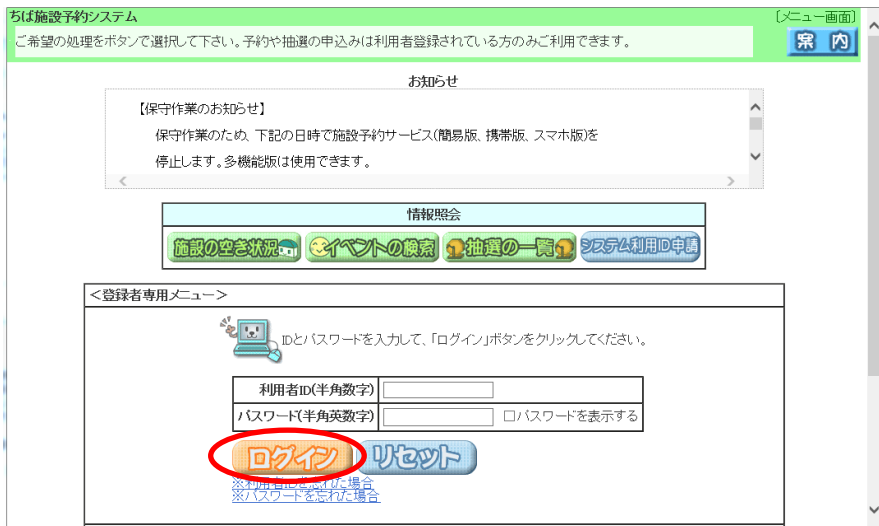 ちば施設予約システム
[メニュー画面]
ご希望の処理をボタンで選択して下さい。予約や抽選の申込みは利用者登録されている方のみご利用できます。
案 内
お知らせ
【保守作業のお知らせ】
保守作業のため、下記の日時で施設予約サービス(簡易版、携帯版、スマホ版)を
停止します。多機能版は使用できます。
情報照会
施設の空き状況 イベントの検索 抽選の一覧 システム利用ID申請
＜登録者専用メニュー＞
IDとパスワードを入力して、「ログイン」ボタンをクリックしてください。
利用者ID(半角数字)
パスワード(半角英数字) □パスワードを表示する
ログイン リセット
※利用者IDを忘れた場合
※パスワードを忘れた場合